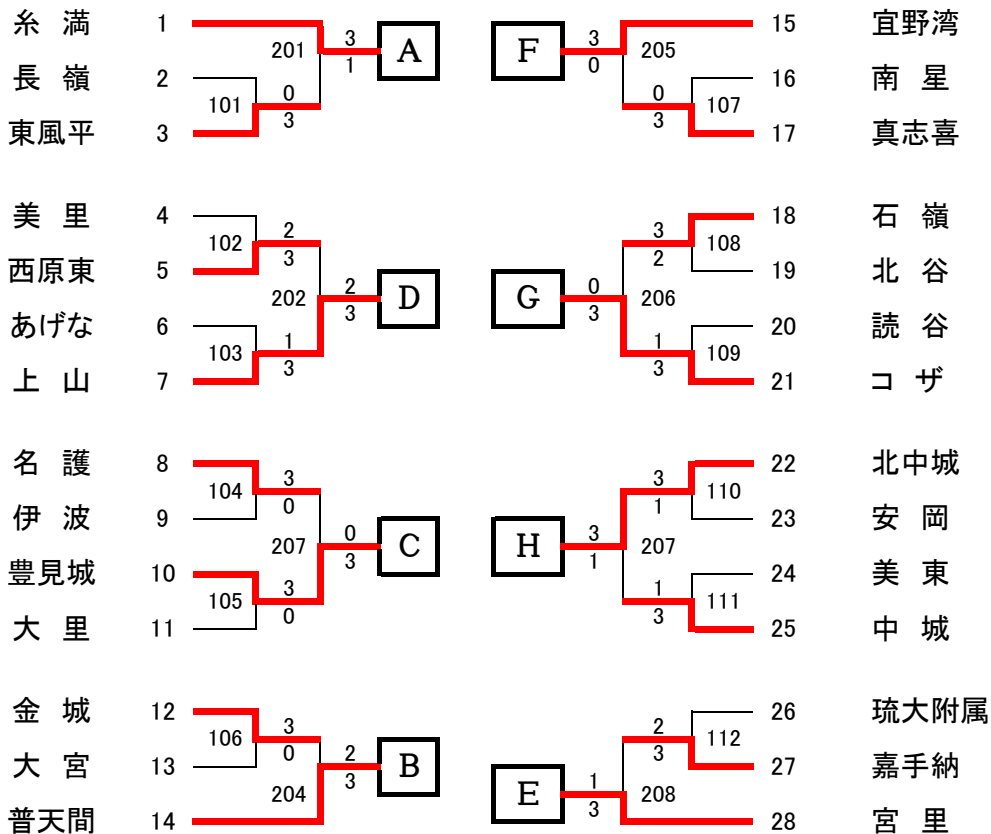 糸 満 1 3 A F 3 15 宜野湾
201 1 0 205
長 嶺 2 16 南 星
101 0 0 107
3 3
東風平 3 17 真志喜
美 里 4 18 石 嶺
102 2 3 108
3 2
西原東 5 19 北 谷
202 2 D G 0 206
3 3
あげな 6 20 読谷
103 1 1 109
3 3
上 山 7 21 コ ザ
名 護 8 22 北中城
104 3 3 110
0 1
伊 波 9 23 安 岡
207 0 C H 3 207
3 1
豊見城 10 24 美 東
105 3 1 111
0 3
大 里 11 25 中 城
金 城 12 26 琉大附属
106 3 2 112
0 3
大 宮 13 2 B 27 嘉手納
3
204 E 1 208
3
普天間 14 28 宮 里